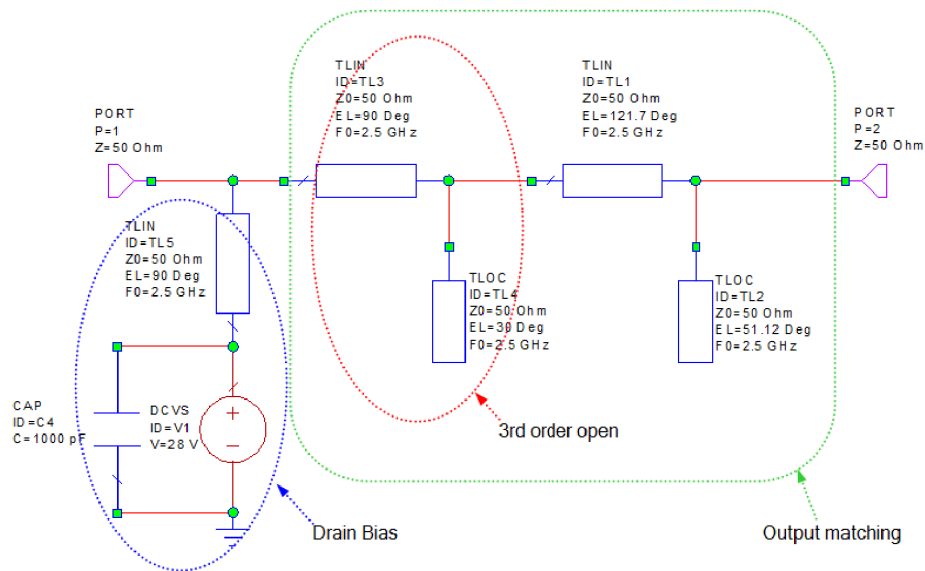 TLIN
ID=TL3
Z0=50 Ohm
EL=90 Deg
F0=2.5 GHz
TLIN
ID=TL1
Z0=50 Ohm
EL=121.7 Deg
F0=2.5 GHz
PORT
P=1
Z=50 Ohm
PORT
P=2
Z=50 Ohm
TLIN
ID=TL5
Z0=50 Ohm
EL=90 Deg
F0=2.5 GHz
TLOC
ID=TL4
Z0=50 Ohm
EL=30 Deg
F0=2.5 GHz
TLOC
ID=TL2
Z0=50 Ohm
EL=51.12 Deg
F0=2.5 GHz
CAP
ID=C4
C=1000 pF
DCVS
ID=V1
V=28 V
+
–
3rd order open
Drain Bias
Output matching